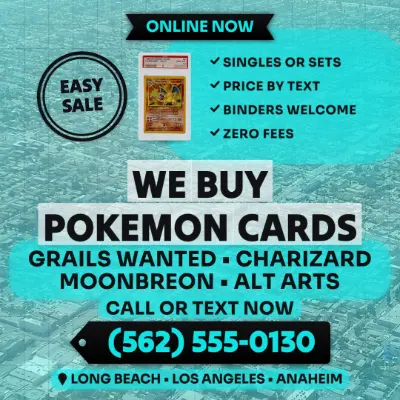 ONLINE NOW
EASY
SALE
✓ SINGLES OR SETS
✓ PRICE BY TEXT
✓ BINDERS WELCOME
✓ ZERO FEES
WE BUY
POKEMON CARDS
GRAILS WANTED • CHARIZARD
MOONBREON • ALT ARTS
CALL OR TEXT NOW
(562) 555-0130
LONG BEACH • LOS ANGELES • ANAHEIM